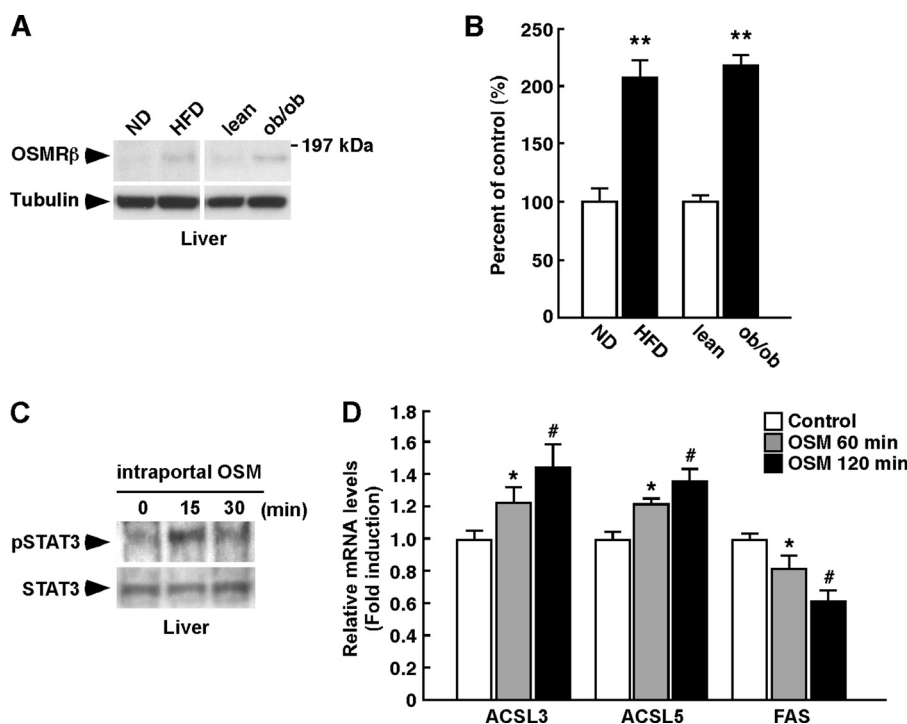 A
ND HFD lean ob/ob
197 kDa
OSMRβ
Tubulin
Liver
B
Percent of control (%)
250
200
150
100
50
0
** **
ND HFD lean ob/ob
C
intraportal OSM
0 15 30 (min)
pSTAT3
STAT3
Liver
D
Relative mRNA levels
(Fold induction)
1.8
1.6
1.4
1.2
1.0
0.8
0.6
0.4
0.2
0
Control
OSM 60 min
OSM 120 min
* # * # * #
ACSL3 ACSL5 FAS